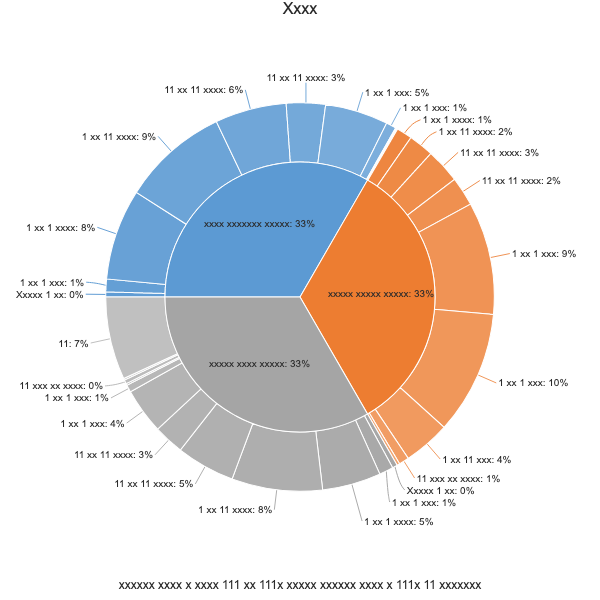 Xxxx
11 xx 11 xxxx: 3%
11 xx 11 xxxx: 6%
1 xx 1 xxx: 5%
1 xx 1 xxx: 1%
1 xx 1 xxxx: 1%
1 xx 11 xxxx: 2%
1 xx 11 xxxx: 9%
11 xx 11 xxxx: 3%
11 xx 11 xxxx: 2%
xxxx xxxxxxx xxxxx: 33%
1 xx 1 xxxx: 8%
1 xx 1 xxx: 9%
1 xx 1 xxx: 1%
Xxxxx 1 xx: 0%
xxxxx xxxxx xxxxx: 33%
11: 7%
xxxxx xxxx xxxxx: 33%
11 xxx xx xxxx: 0%
1 xx 1 xxx: 10%
1 xx 1 xxx: 1%
1 xx 1 xxx: 4%
11 xx 11 xxxx: 3%
1 xx 11 xxx: 4%
11 xx 11 xxx: 5%
11 xxx xx xxxx: 1%
Xxxxx 1 xx: 0%
1 xx 1 xxx: 1%
1 xx 11 xxxx: 8%
1 xx 1 xxxx: 5%
xxxxxx xxxx x xxxx 111 xx 111x xxxxx xxxxxx xxxx x 111x 11 xxxxxxx